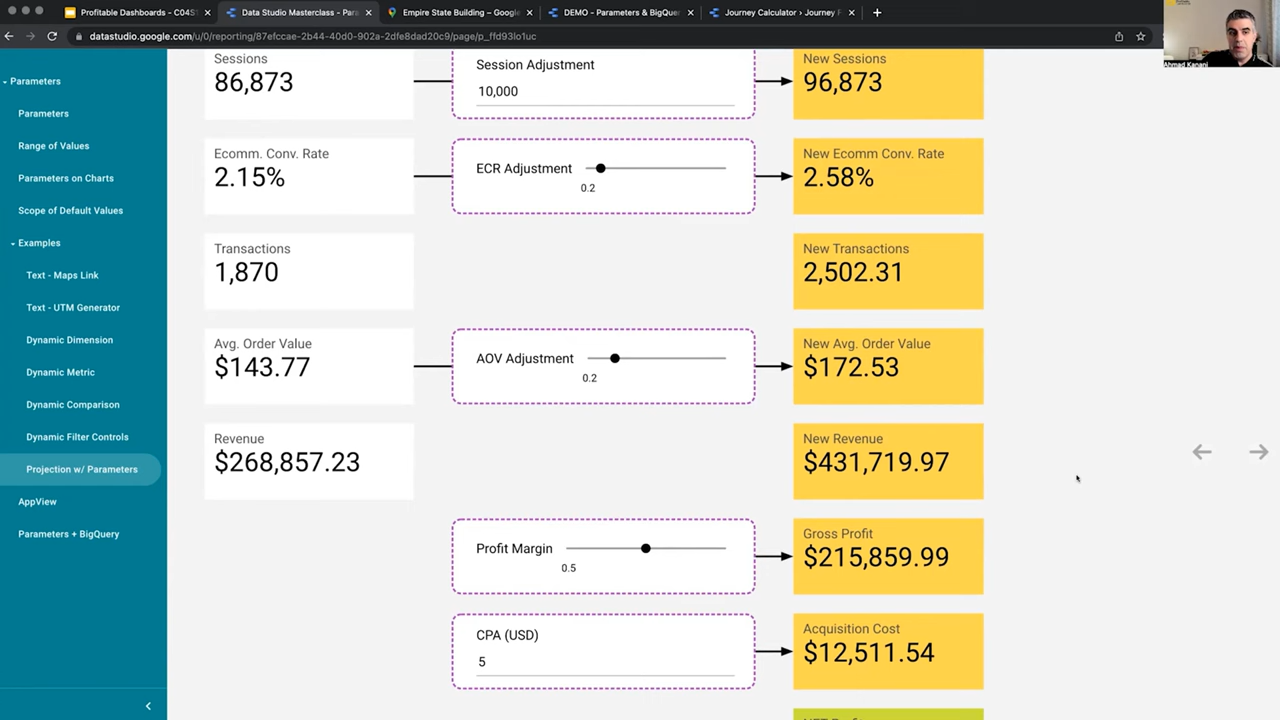 Profitable Dashboards - C04S1
Data Studio Masterclass - Para
Empire State Building – Google
DEMO - Parameters & BigQuer
Journey Calculator › Journey F
datastudio.google.com/u/0/reporting/87efccae-2b44-40d0-902a-2dfe8dad20c9/page/p_ffd93lo1uc
Ahmad Kanani
Parameters
Parameters
Range of Values
Parameters on Charts
Scope of Default Values
Examples
Text - Maps Link
Text - UTM Generator
Dynamic Dimension
Dynamic Metric
Dynamic Comparison
Dynamic Filter Controls
Projection w/ Parameters
AppView
Parameters + BigQuery
Sessions
86,873
Session Adjustment
10,000
New Sessions
96,873
Ecomm. Conv. Rate
2.15%
ECR Adjustment
0.2
New Ecomm Conv. Rate
2.58%
Transactions
1,870
New Transactions
2,502.31
Avg. Order Value
$143.77
AOV Adjustment
0.2
New Avg. Order Value
$172.53
Revenue
$268,857.23
New Revenue
$431,719.97
Profit Margin
0.5
Gross Profit
$215,859.99
CPA (USD)
5
Acquisition Cost
$12,511.54